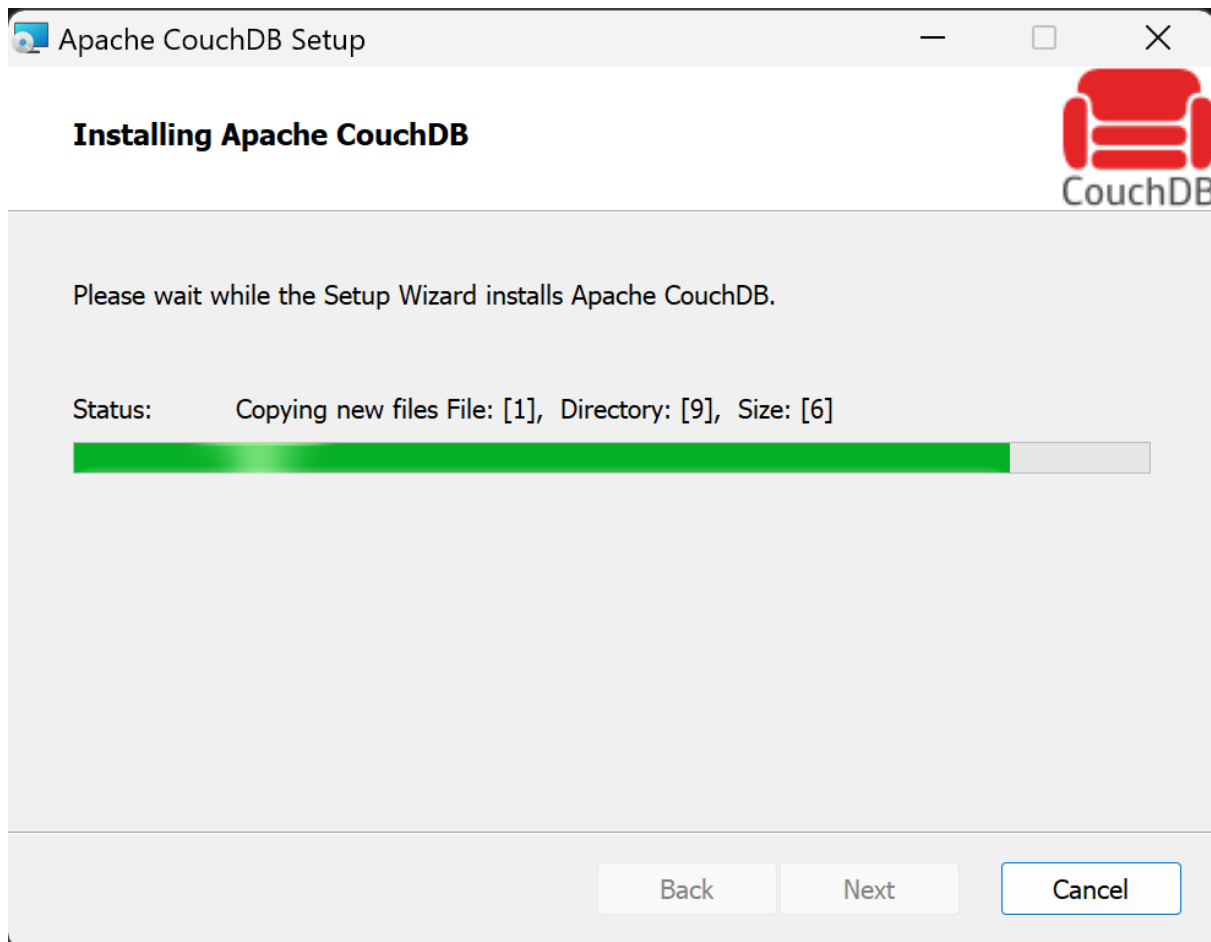 Apache CouchDB Setup
Installing Apache CouchDB
CouchDB
Please wait while the Setup Wizard installs Apache CouchDB.
Status: Copying new files File: [1], Directory: [9], Size: [6]
Back Next Cancel